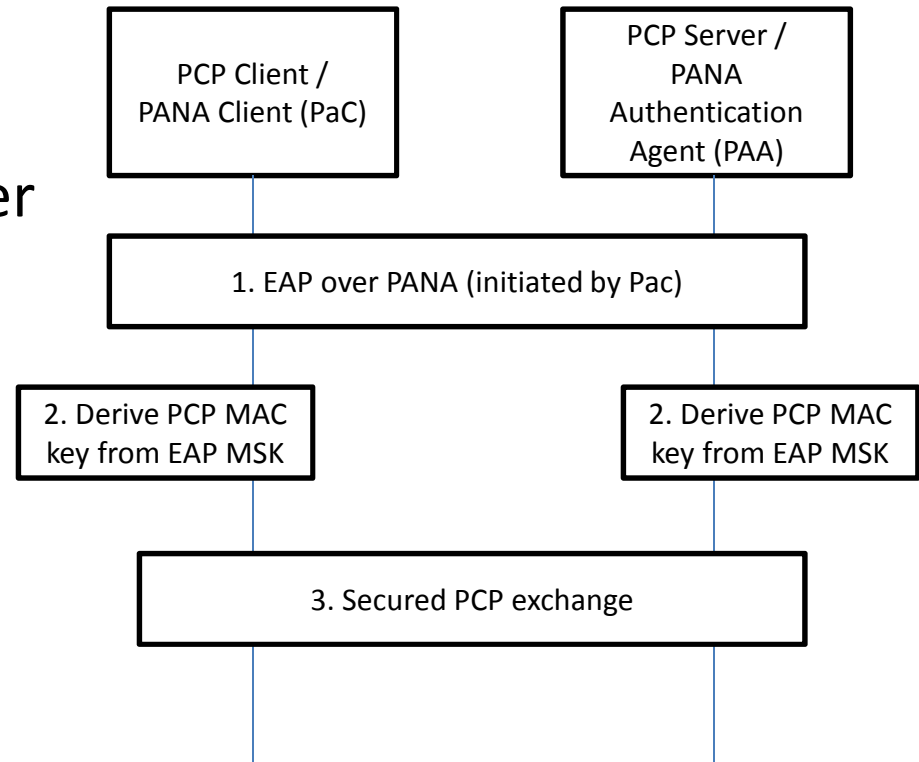 PCP Client /
PANA Client (PaC)
PCP Server /
PANA
Authentication
Agent (PAA)
er
1. EAP over PANA (initiated by Pac)
2. Derive PCP MAC
key from EAP MSK
2. Derive PCP MAC
key from EAP MSK
3. Secured PCP exchange